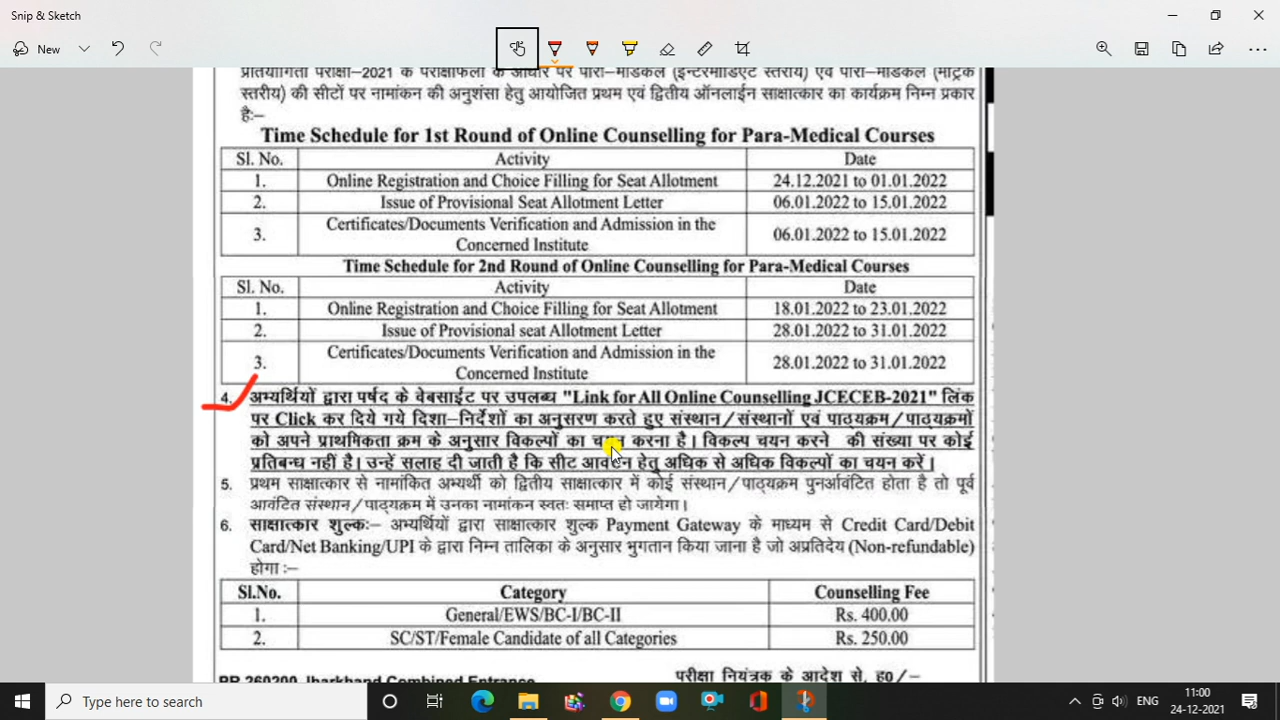 Snip & Sketch
New
प्रतियोगिता परीक्षा-2021 के परीक्षाफलों के आधार पर पारा-मेडिकल (इन्टरमीडिएट स्तरीय) एवं पारा-मेडिकल (मैट्रिक
स्तरीय) की सीटों पर नामांकन की अनुशंसा हेतु आयोजित प्रथम एवं द्वितीय ऑनलाईन साक्षात्कार का कार्यक्रम निम्न प्रकार
है:–
Time Schedule for 1st Round of Online Counselling for Para-Medical Courses
Sl. No. Activity Date
1. Online Registration and Choice Filling for Seat Allotment 24.12.2021 to 01.01.2022
2. Issue of Provisional Seat Allotment Letter 06.01.2022 to 15.01.2022
3. Certificates/Documents Verification and Admission in the Concerned Institute 06.01.2022 to 15.01.2022
Time Schedule for 2nd Round of Online Counselling for Para-Medical Courses
Sl. No. Activity Date
1. Online Registration and Choice Filling for Seat Allotment 18.01.2022 to 23.01.2022
2. Issue of Provisional seat Allotment Letter 28.01.2022 to 31.01.2022
3. Certificates/Documents Verification and Admission in the Concerned Institute 28.01.2022 to 31.01.2022
4. अभ्यर्थियों द्वारा पर्षद के वेबसाईट पर उपलब्ध "Link for All Online Counselling JCECEB-2021" लिंक
पर Click कर दिये गये दिशा–निर्देशों का अनुसरण करते हुए संस्थान/संस्थानों एवं पाठ्यक्रम/पाठ्यक्रमों
को अपने प्राथमिकता क्रम के अनुसार विकल्पों का चयन करना है। विकल्प चयन करने की संख्या पर कोई
प्रतिबन्ध नहीं है। उन्हें सलाह दी जाती है कि सीट आवंटन हेतु अधिक से अधिक विकल्पों का चयन करें।
5. प्रथम साक्षात्कार से नामांकित अभ्यर्थी को द्वितीय साक्षात्कार में कोई संस्थान/पाठ्यक्रम पुनर्आवंटित होता है तो पूर्व
आवंटित संस्थान/पाठ्यक्रम में उनका नामांकन स्वतः समाप्त हो जायेगा।
6. साक्षात्कार शुल्कः– अभ्यर्थियों द्वारा साक्षात्कार शुल्क Payment Gateway के माध्यम से Credit Card/Debit
Card/Net Banking/UPI के द्वारा निम्न तालिका के अनुसार भुगतान किया जाना है जो अप्रतिदेय (Non-refundable)
होगा :–
Sl.No. Category Counselling Fee
1. General/EWS/BC-I/BC-II Rs. 400.00
2. SC/ST/Female Candidate of all Categories Rs. 250.00
परीक्षा नियंत्रक के आदेश से, ह0/–
PR 260200 Jharkhand Combined Entrance
Type here to search
ENG
11:00
24-12-2021